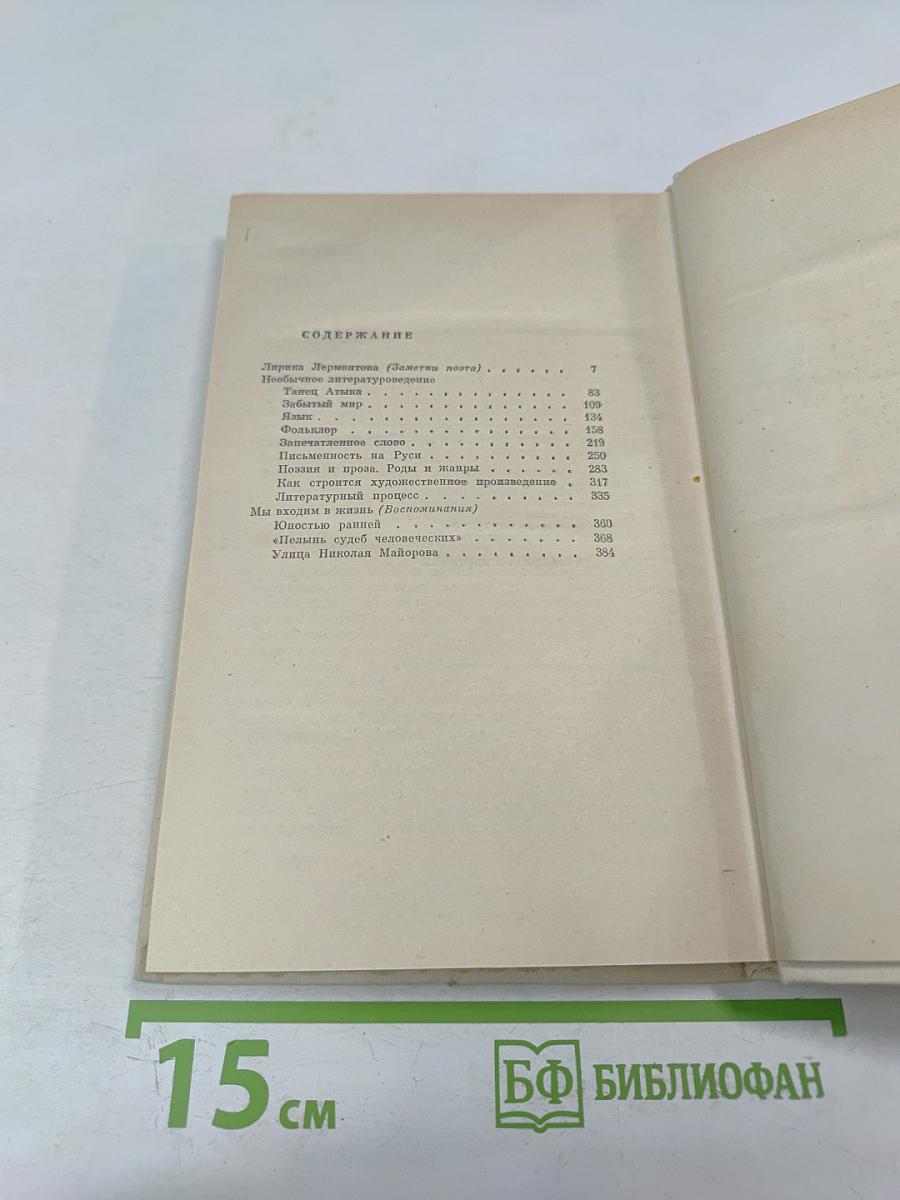 СОДЕРЖАНИЕ
Лирика Лермонтова (Заметки поэта) . . . . . . 7
Необычное литературоведение
Танец Атыка . . . . . . . . . . . . . 83
Забытый мир . . . . . . . . . . . . . 109
Язык . . . . . . . . . . . . . . . . 134
Фольклор . . . . . . . . . . . . . . 158
Запечатленное слово . . . . . . . . . . 219
Письменность на Руси . . . . . . . . . 250
Поэзия и проза. Роды и жанры . . . . . . 283
Как строится художественное произведение . 317
Литературный процесс . . . . . . . . . . 335
Мы входим в жизнь (Воспоминания)
Юностью ранней . . . . . . . . . . . 360
«Пелынь судеб человеческих» . . . . . . . 368
Улица Николая Майорова . . . . . . . . . 384
15 см
БФ БИБЛИОФАН